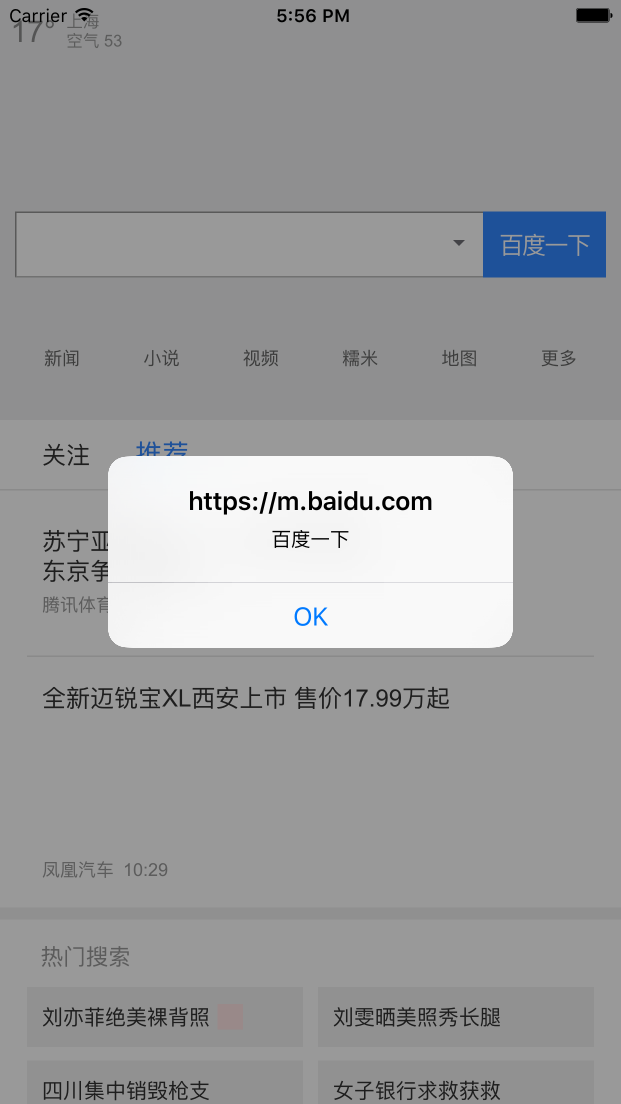 Carrier 5:56 PM
17° 上海
空气 53
百度一下
新闻 小说 视频 糯米 地图 更多
关注 推荐
https://m.baidu.com
百度一下
OK
苏宁亚
东京争
腾讯体育
全新迈锐宝XL西安上市 售价17.99万起
凤凰汽车 10:29
热门搜索
刘亦菲绝美裸背照 刘雯晒美照秀长腿
四川集中销毁枪支 女子银行求救获救